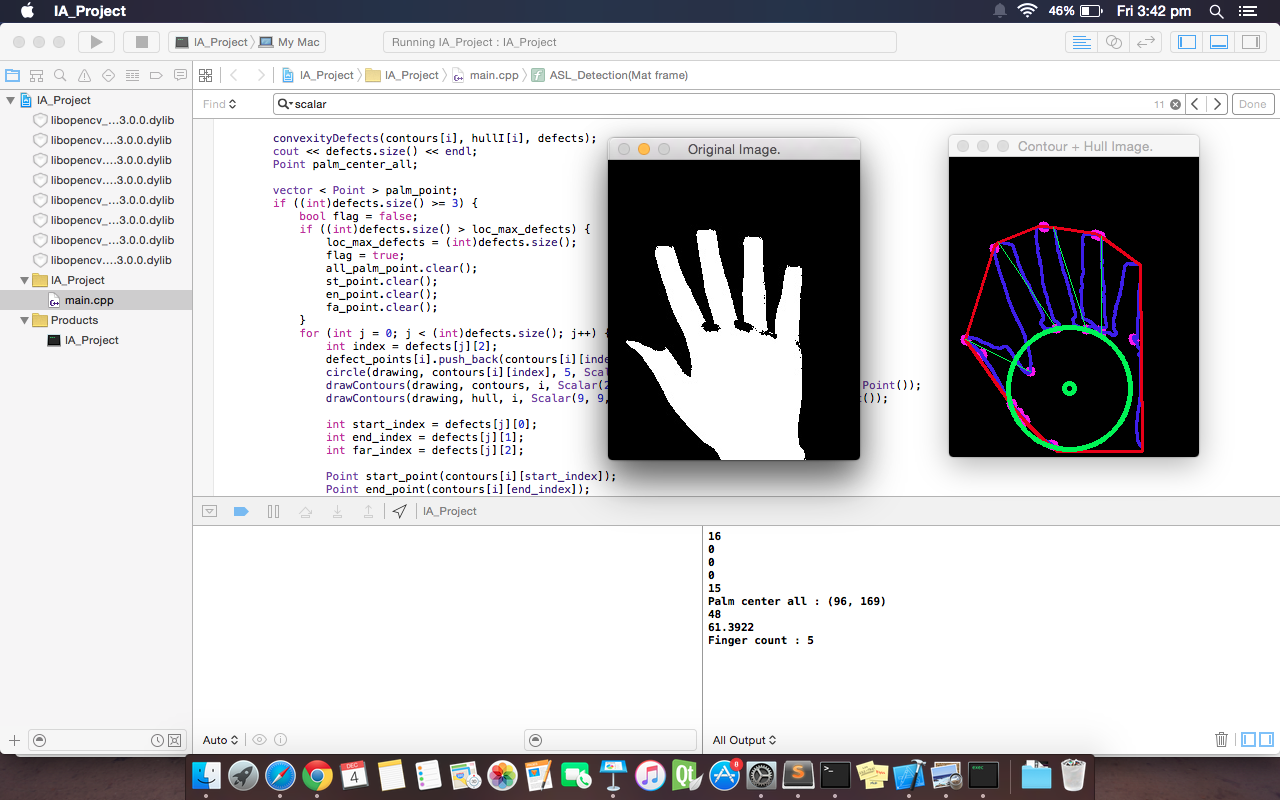 IA_Project
46%
Fri 3:42 pm
IA_Project
My Mac
Running IA_Project : IA_Project
IA_Project
IA_Project
main.cpp
ASL_Detection(Mat frame)
Find
scalar
11
Done
IA_Project
libopencv_...3.0.0.dylib
libopencv....3.0.0.dylib
libopencv....3.0.0.dylib
libopencv_...3.0.0.dylib
libopencv....3.0.0.dylib
libopencv_...3.0.0.dylib
libopencv_...3.0.0.dylib
libopencv_...3.0.0.dylib
IA_Project
main.cpp
Products
IA_Project
convexityDefects(contours[i], hullI[i], defects);
cout << defects.size() << endl;
Point palm_center_all;
vector < Point > palm_point;
if ((int)defects.size() >= 3) {
bool flag = false;
if ((int)defects.size() > loc_max_defects) {
loc_max_defects = (int)defects.size();
flag = true;
all_palm_point.clear();
st_point.clear();
en_point.clear();
fa_point.clear();
}
for (int j = 0; j < (int)defects.size(); j++) {
int index = defects[j][2];
defect_points[i].push_back(contours[i][inde
circle(drawing, contours[i][index], 5, Scal
drawContours(drawing, contours, i, Scalar(2 Point());
drawContours(drawing, hull, i, Scalar(9, 9, t());
int start_index = defects[j][0];
int end_index = defects[j][1];
int far_index = defects[j][2];
Point start_point(contours[i][start_index]);
Point end_point(contours[i][end_index]);
Original Image.
Contour + Hull Image.
IA_Project
16
0
0
0
15
Palm center all : (96, 169)
48
61.3922
Finger count : 5
Auto
All Output
DEC
4
8